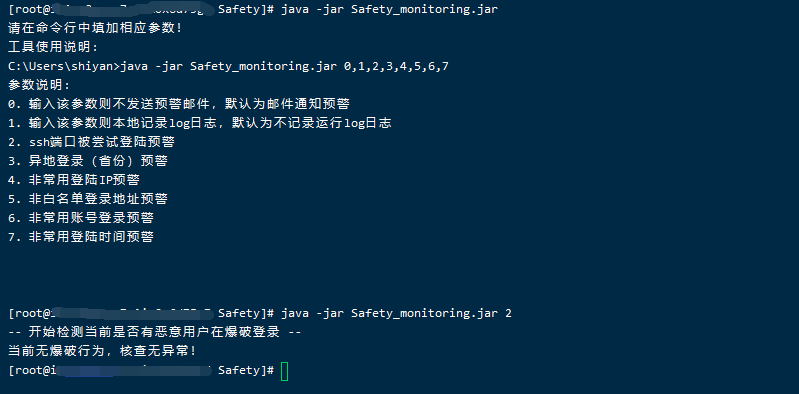 [root@i Safety]# java -jar Safety_monitoring.jar
请在命令行中填加相应参数!
工具使用说明:
C:\Users\shiyan>java -jar Safety_monitoring.jar 0,1,2,3,4,5,6,7
参数说明:
0. 输入该参数则不发送预警邮件, 默认为邮件通知预警
1. 输入该参数则本地记录log日志, 默认为不记录运行log日志
2. ssh端口被尝试登陆预警
3. 异地登录 (省份) 预警
4. 非常用登陆IP预警
5. 非白名单登录地址预警
6. 非常用账号登录预警
7. 非常用登陆时间预警
[root@i Safety]# java -jar Safety_monitoring.jar 2
-- 开始检测当前是否有恶意用户在爆破登录 --
当前无爆破行为, 核查无异常!
[root@i Safety]#